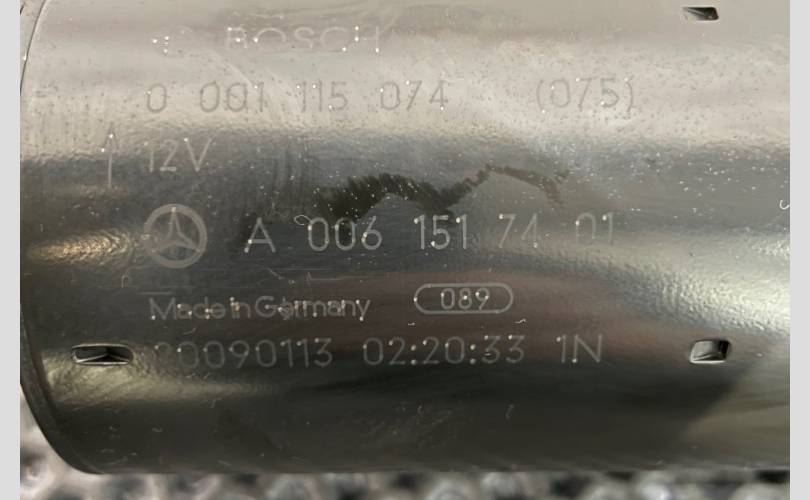 BOSCH
0 001 115 074 (075)
12V
A 006 151 74 01
Made in Germany 089
20090113 02:20:33 1N